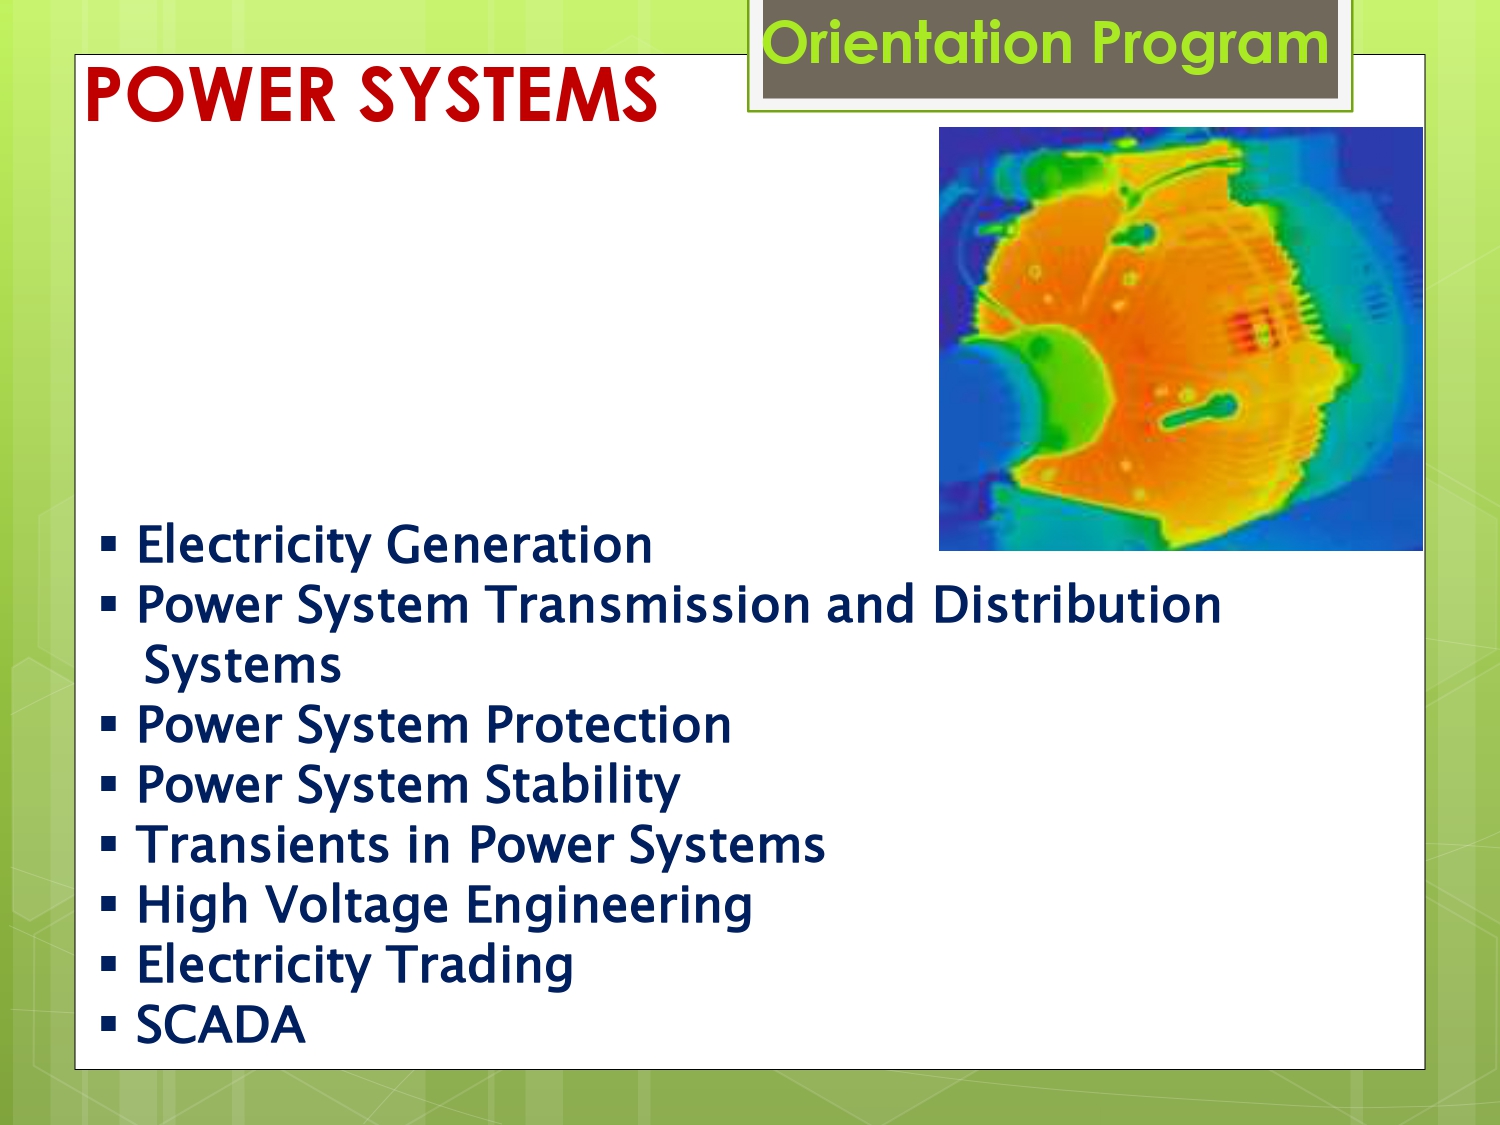 Orientation Program
POWER SYSTEMS
▪ Electricity Generation
▪ Power System Transmission and Distribution
Systems
▪ Power System Protection
▪ Power System Stability
▪ Transients in Power Systems
▪ High Voltage Engineering
▪ Electricity Trading
▪ SCADA